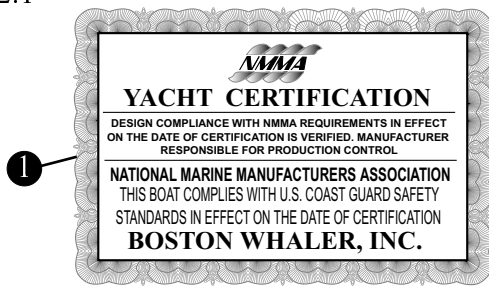 NMMA
YACHT CERTIFICATION
DESIGN COMPLIANCE WITH NMMA REQUIREMENTS IN EFFECT
ON THE DATE OF CERTIFICATION IS VERIFIED. MANUFACTURER
RESPONSIBLE FOR PRODUCTION CONTROL
1
NATIONAL MARINE MANUFACTURERS ASSOCIATION
THIS BOAT COMPLIES WITH U.S. COAST GUARD SAFETY
STANDARDS IN EFFECT ON THE DATE OF CERTIFICATION
BOSTON WHALER, INC.